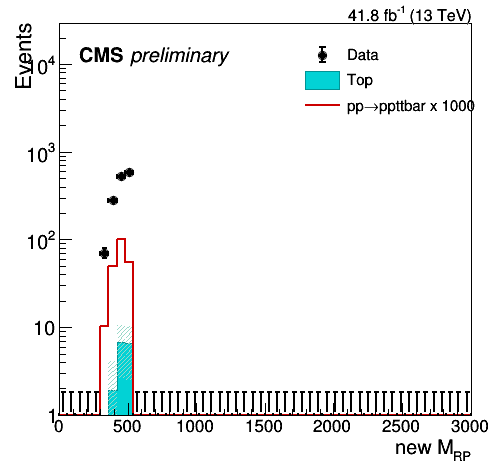 41.8 fb⁻¹ (13 TeV)
Events
CMS preliminary
Data
Top
pp→ppttbar x 1000
10⁴
10³
10²
10
1
0 500 1000 1500 2000 2500 3000
new M_RP